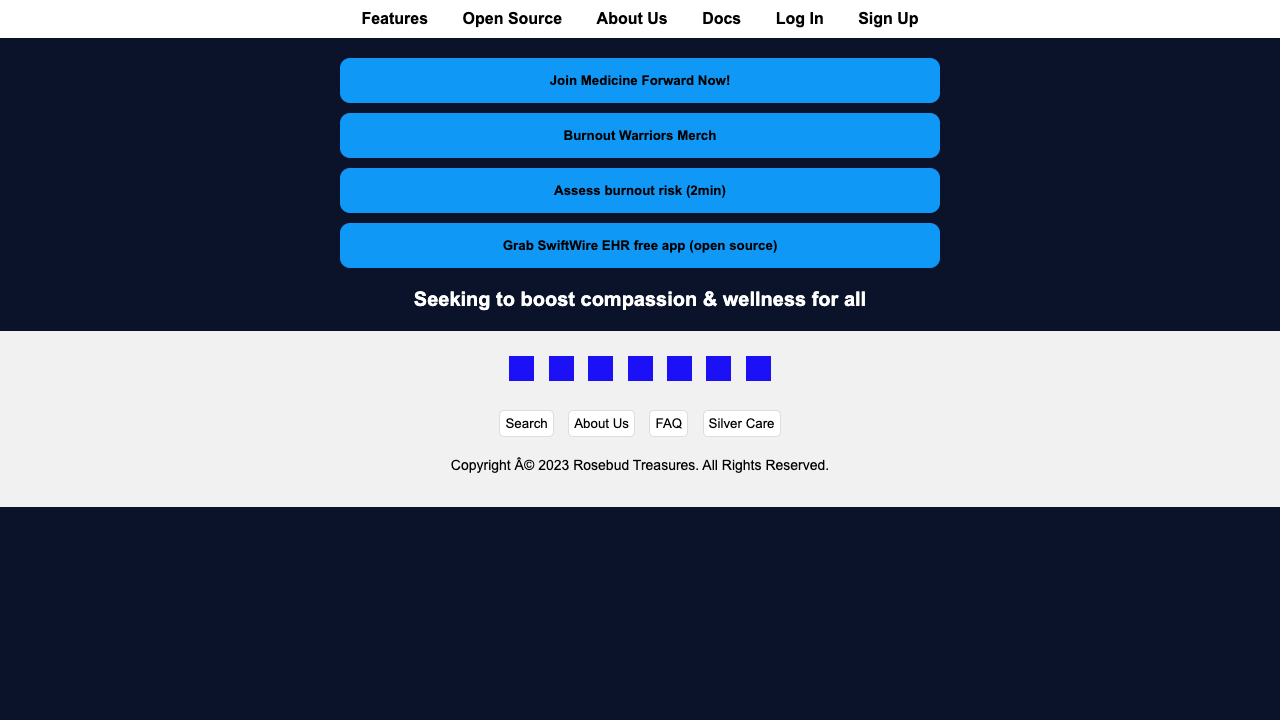 Features Open Source About Us Docs Log In Sign Up
Join Medicine Forward Now!
Burnout Warriors Merch
Assess burnout risk (2min)
Grab SwiftWire EHR free app (open source)
Seeking to boost compassion & wellness for all
Search About Us FAQ Silver Care
Copyright Â© 2023 Rosebud Treasures. All Rights Reserved.